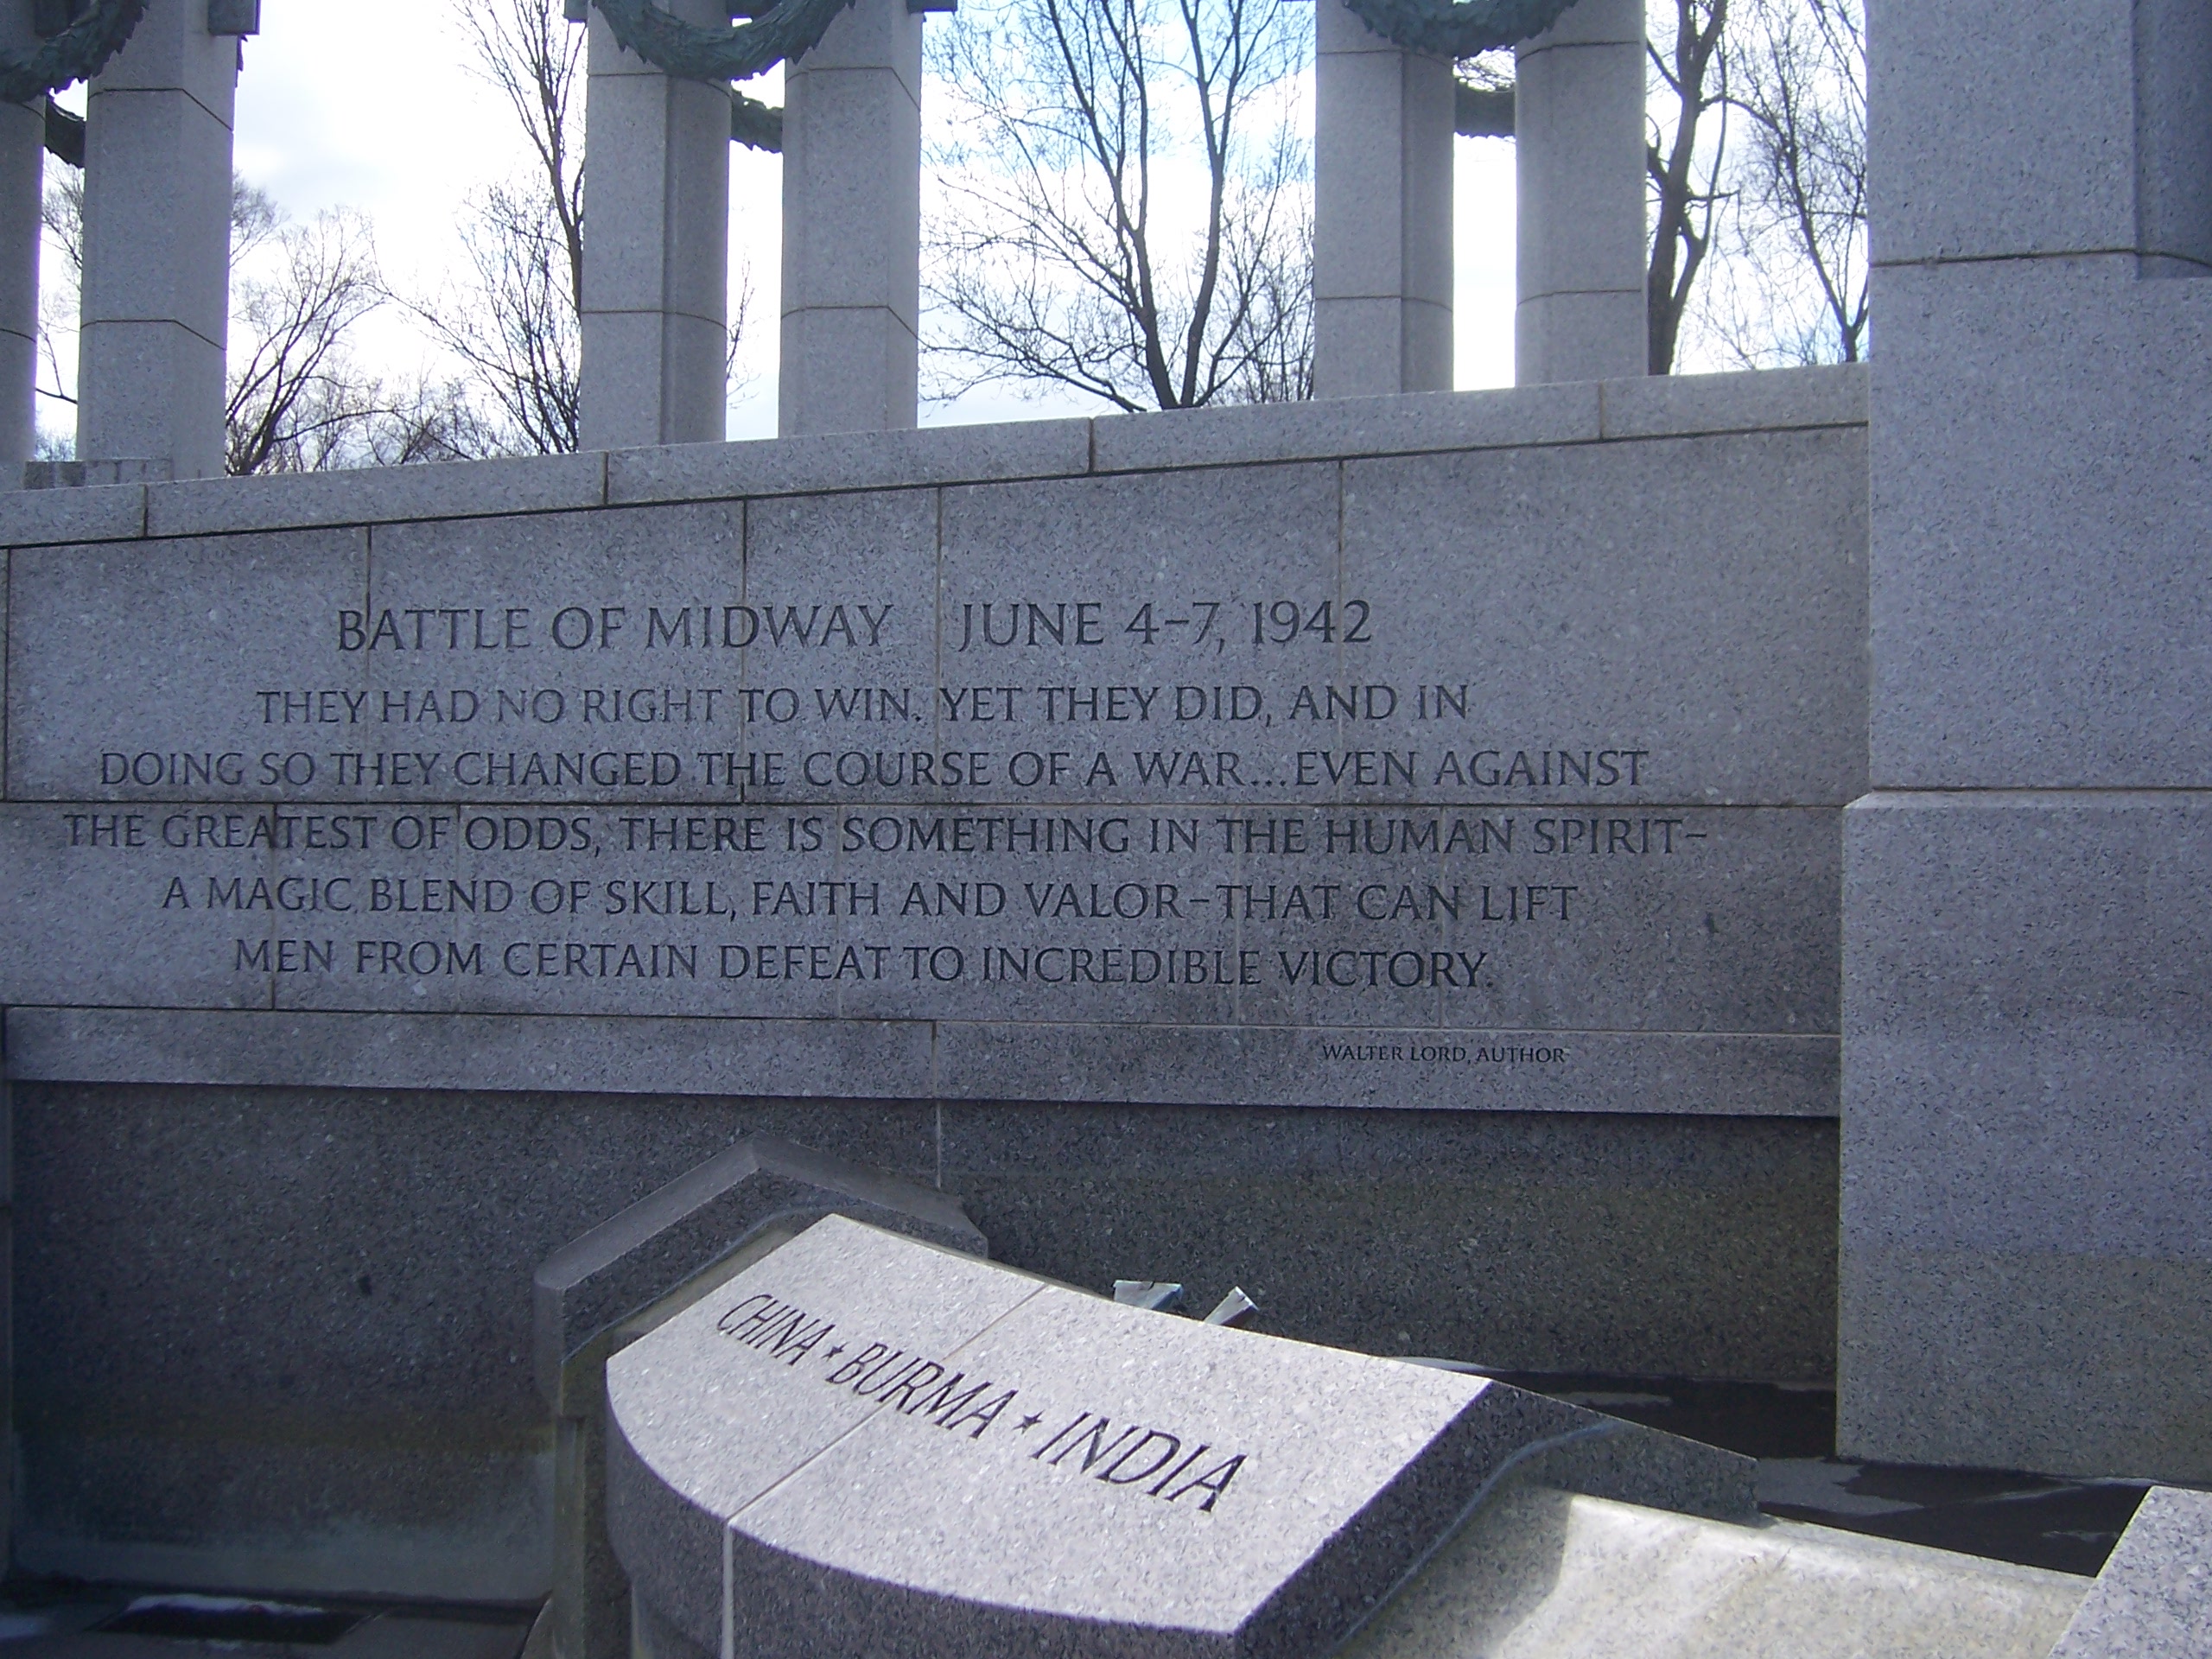 BATTLE OF MIDWAY JUNE 4-7, 1942
THEY HAD NO RIGHT TO WIN. YET THEY DID, AND IN
DOING SO THEY CHANGED THE COURSE OF A WAR...EVEN AGAINST
THE GREATEST OF ODDS, THERE IS SOMETHING IN THE HUMAN SPIRIT-
A MAGIC BLEND OF SKILL, FAITH AND VALOR-THAT CAN LIFT
MEN FROM CERTAIN DEFEAT TO INCREDIBLE VICTORY.
WALTER LORD, AUTHOR
CHINA ★ BURMA ★ INDIA